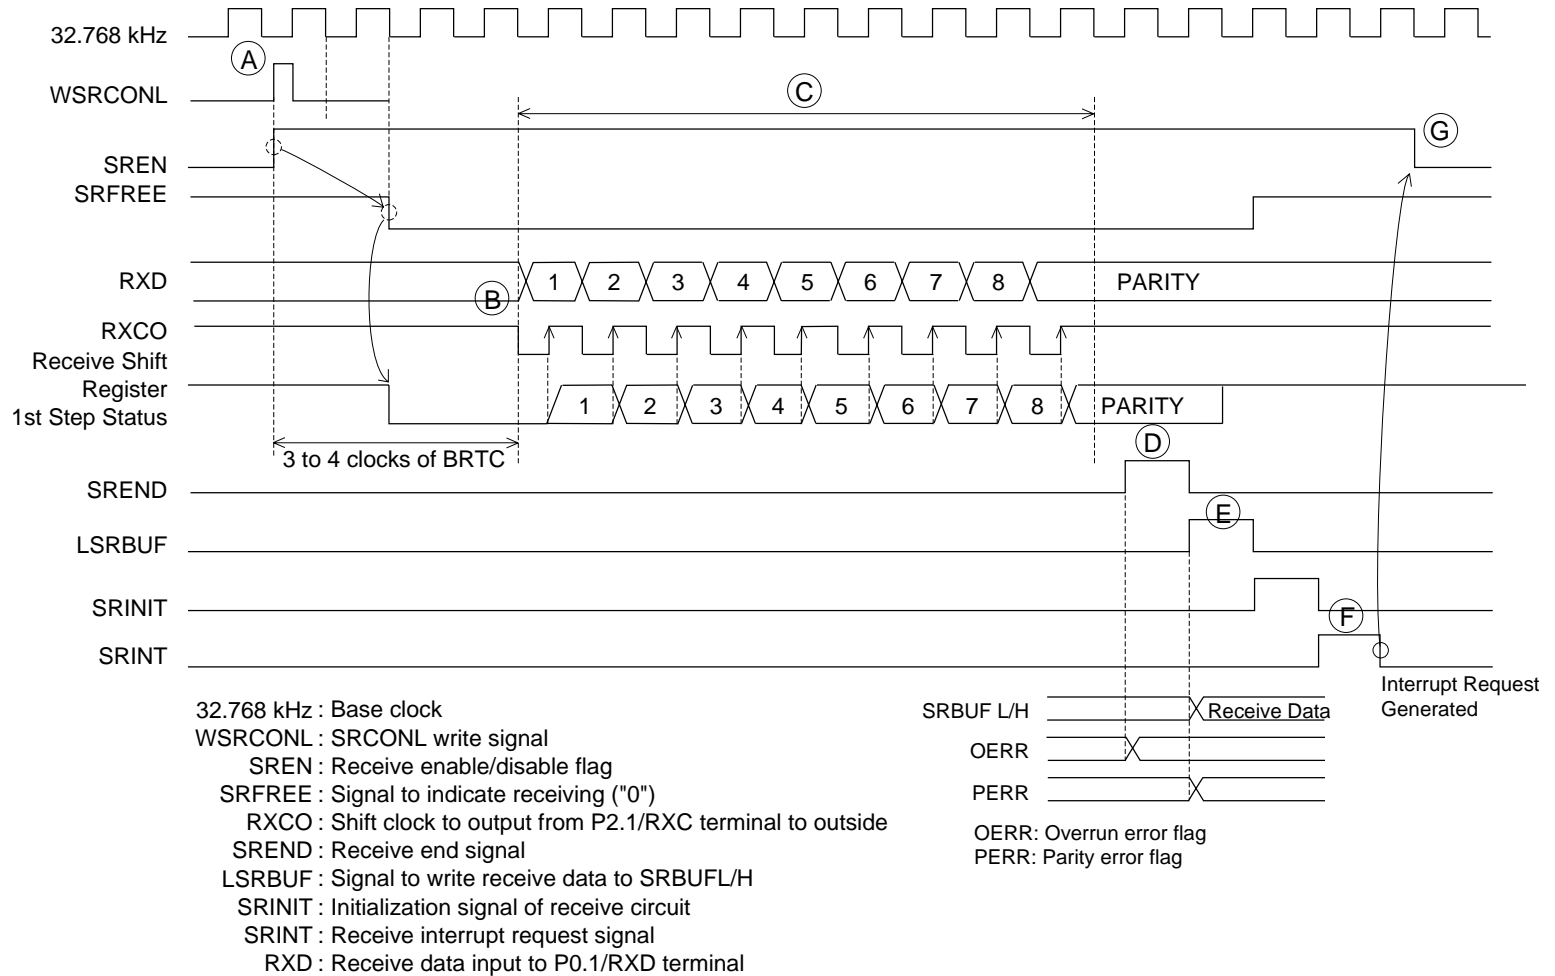 32.768 kHz
A
WSRCONL
C
G
SREN
SRFREE
RXD
1 2 3 4 5 6 7 8 PARITY
B
RXCO
Receive Shift
Register
1st Step Status
1 2 3 4 5 6 7 8 PARITY
3 to 4 clocks of BRTC
D
SREND
E
LSRBUF
SRINIT
F
SRINT
Interrupt Request
Generated
32.768 kHz : Base clock
WSRCONL : SRCONL write signal
SREN : Receive enable/disable flag
SRFREE : Signal to indicate receiving ("0")
RXCO : Shift clock to output from P2.1/RXC terminal to outside
SREND : Receive end signal
LSRBUF : Signal to write receive data to SRBUFL/H
SRINIT : Initialization signal of receive circuit
SRINT : Receive interrupt request signal
RXD : Receive data input to P0.1/RXD terminal
SRBUF L/H
Receive Data
OERR
PERR
OERR: Overrun error flag
PERR: Parity error flag